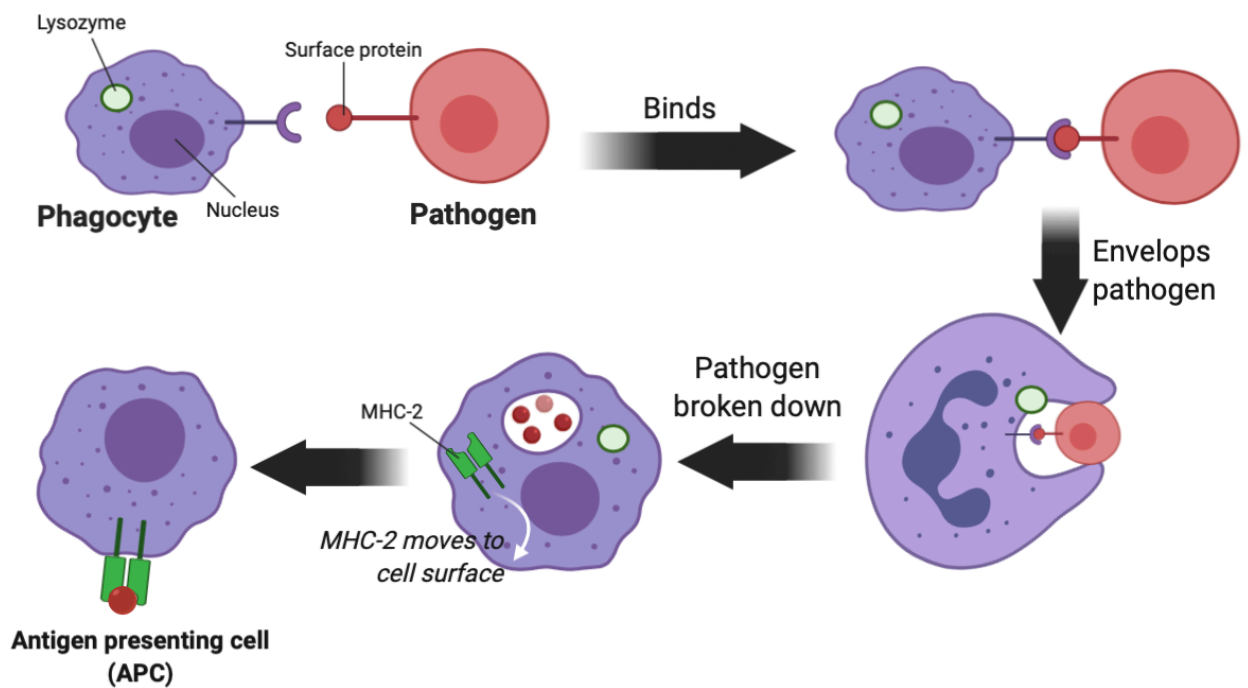 Lysozyme
Surface protein
Nucleus
Phagocyte
Pathogen
Binds
Envelops
pathogen
Pathogen
broken down
MHC-2
MHC-2 moves to
cell surface
Antigen presenting cell
(APC)